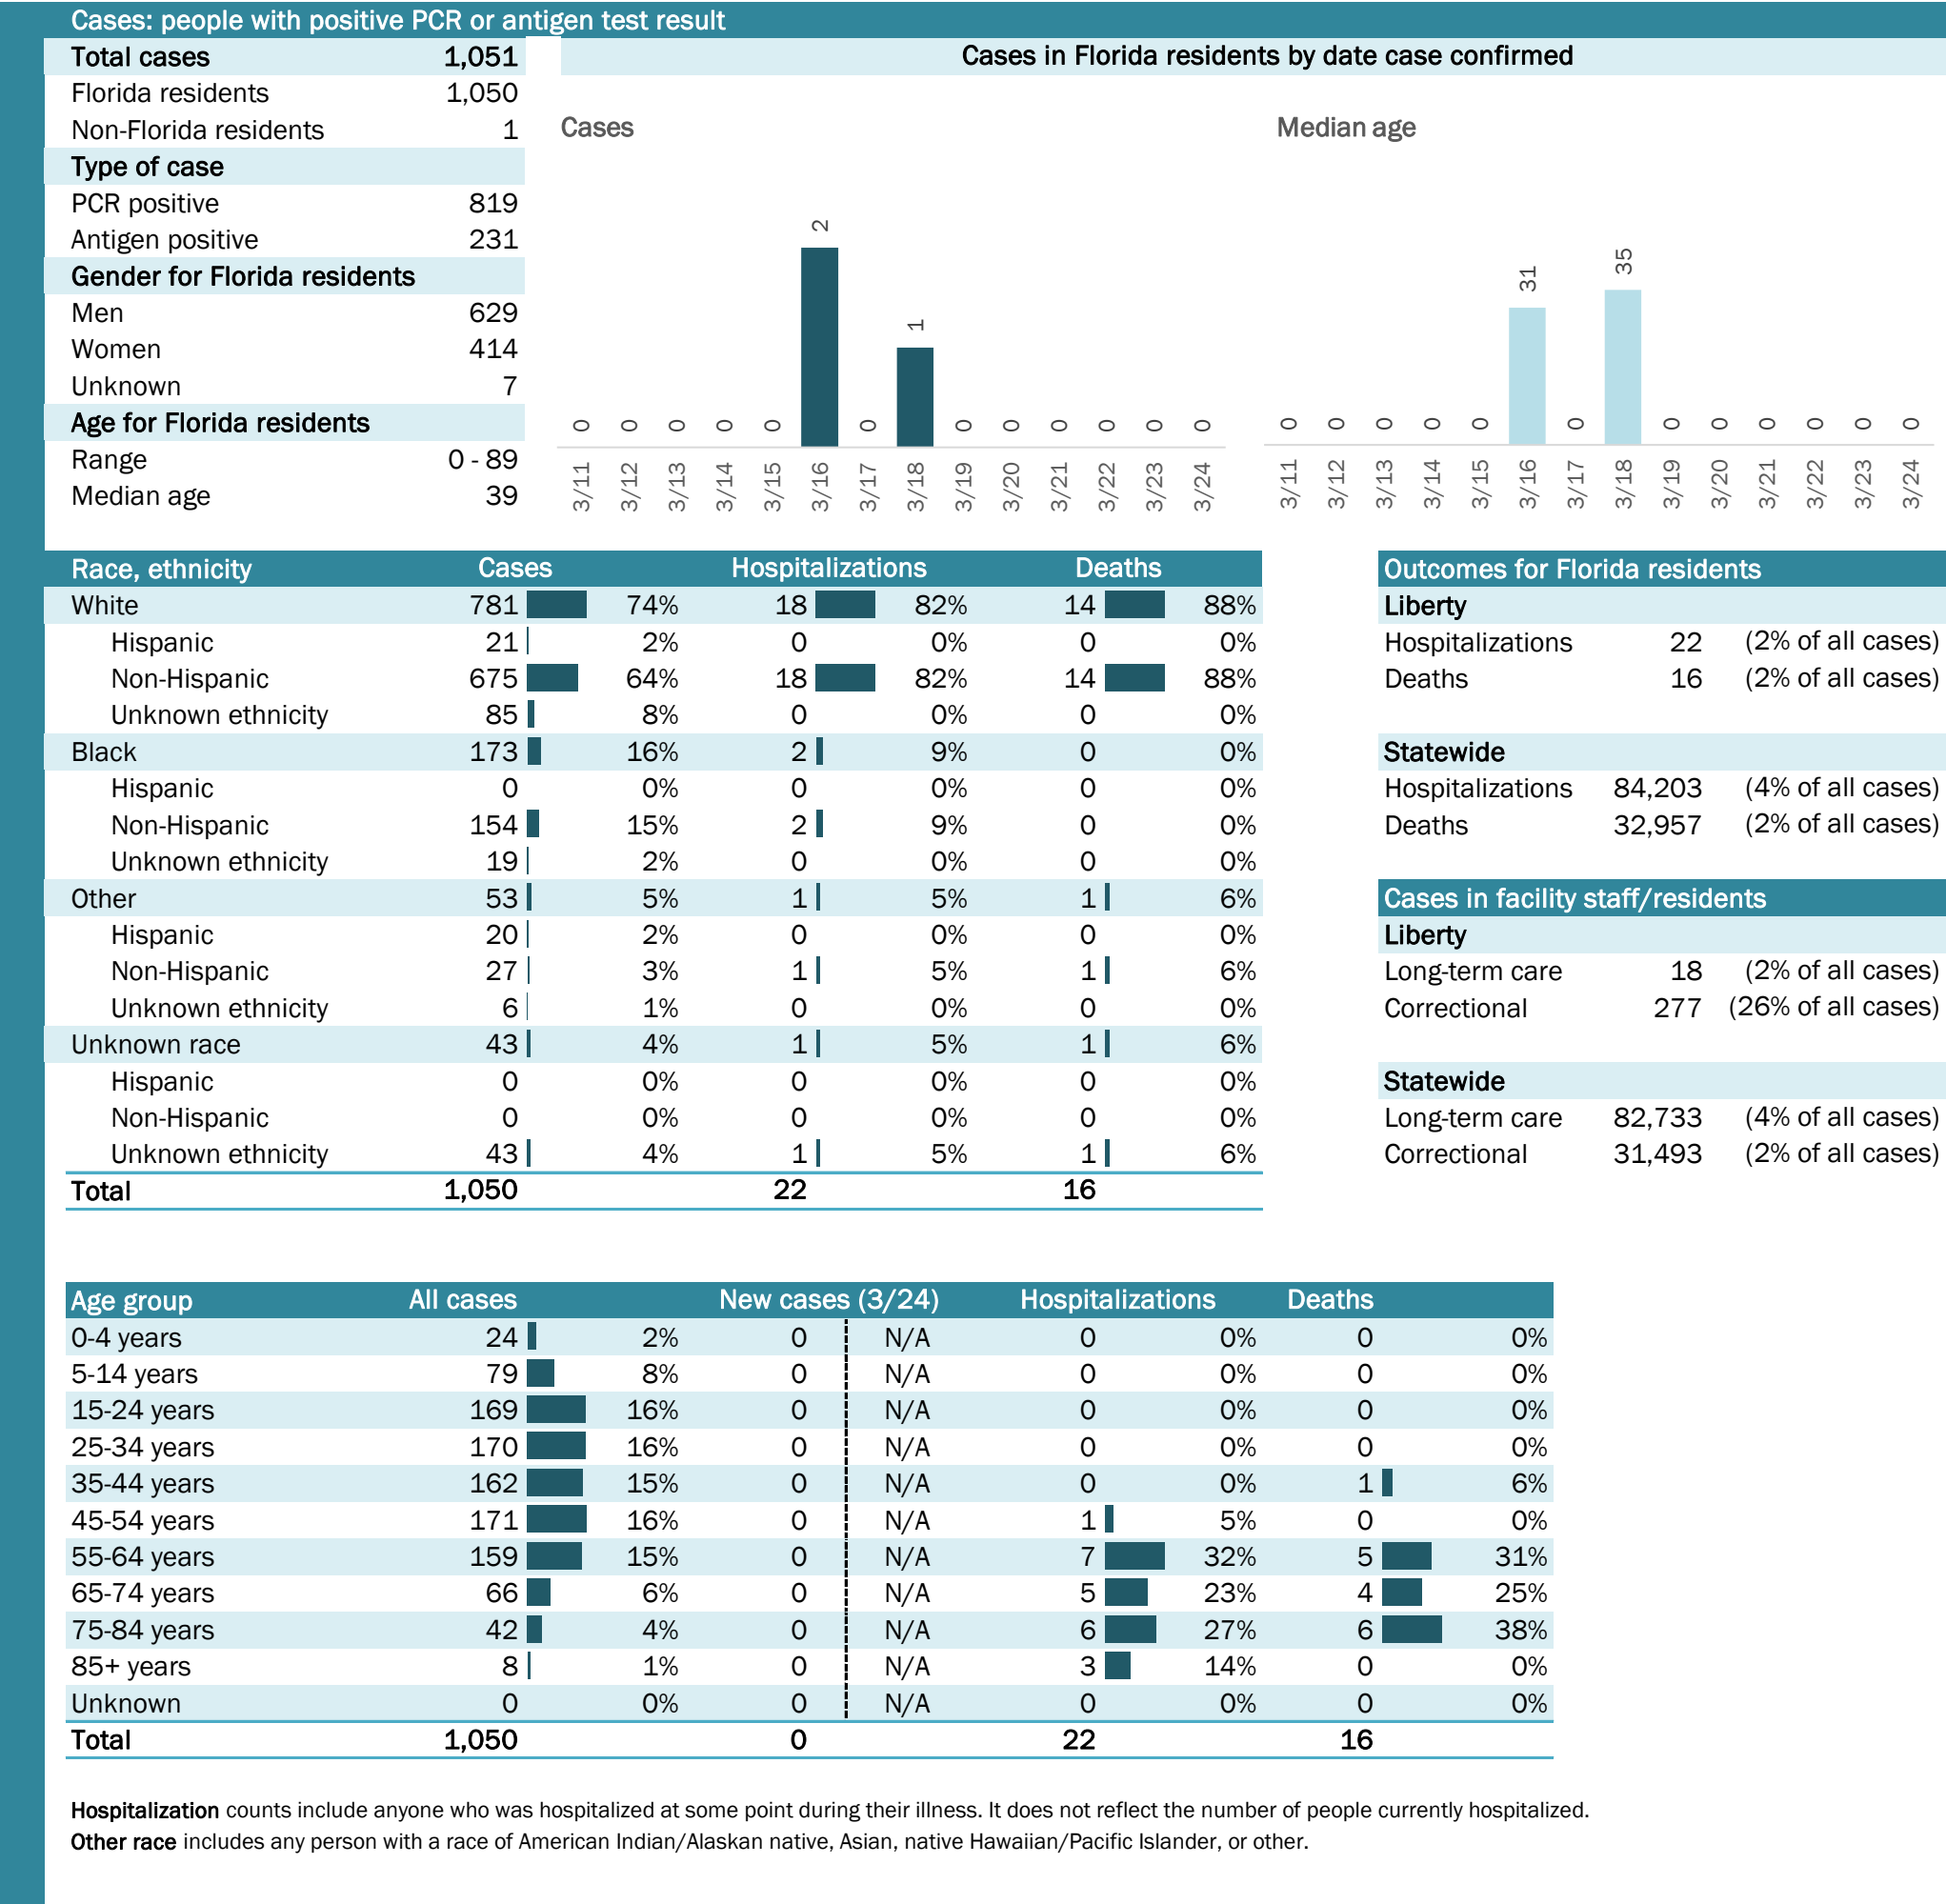 Cases: people with positive PCR or antigen test result
Total cases 1,051
Florida residents 1,050
Non-Florida residents 1
Type of case
PCR positive 819
Antigen positive 231
Gender for Florida residents
Men 629
Women 414
Unknown 7
Age for Florida residents
Range 0 - 89
Median age 39
Cases in Florida residents by date case confirmed
Cases
0 0 0 0 0 2 0 1 0 0 0 0 0 0
3/11 3/12 3/13 3/14 3/15 3/16 3/17 3/18 3/19 3/20 3/21 3/22 3/23 3/24
Median age
0 0 0 0 0 31 0 35 0 0 0 0 0 0
3/11 3/12 3/13 3/14 3/15 3/16 3/17 3/18 3/19 3/20 3/21 3/22 3/23 3/24
Race, ethnicity Cases Hospitalizations Deaths
White 781 74% 18 82% 14 88%
Hispanic 21 2% 0 0% 0 0%
Non-Hispanic 675 64% 18 82% 14 88%
Unknown ethnicity 85 8% 0 0% 0 0%
Black 173 16% 2 9% 0 0%
Hispanic 0 0% 0 0% 0 0%
Non-Hispanic 154 15% 2 9% 0 0%
Unknown ethnicity 19 2% 0 0% 0 0%
Other 53 5% 1 5% 1 6%
Hispanic 20 2% 0 0% 0 0%
Non-Hispanic 27 3% 1 5% 1 6%
Unknown ethnicity 6 1% 0 0% 0 0%
Unknown race 43 4% 1 5% 1 6%
Hispanic 0 0% 0 0% 0 0%
Non-Hispanic 0 0% 0 0% 0 0%
Unknown ethnicity 43 4% 1 5% 1 6%
Total 1,050 22 16
Outcomes for Florida residents
Liberty
Hospitalizations 22 (2% of all cases)
Deaths 16 (2% of all cases)
Statewide
Hospitalizations 84,203 (4% of all cases)
Deaths 32,957 (2% of all cases)
Cases in facility staff/residents
Liberty
Long-term care 18 (2% of all cases)
Correctional 277 (26% of all cases)
Statewide
Long-term care 82,733 (4% of all cases)
Correctional 31,493 (2% of all cases)
Age group All cases New cases (3/24) Hospitalizations Deaths
0-4 years 24 2% 0 N/A 0 0% 0 0%
5-14 years 79 8% 0 N/A 0 0% 0 0%
15-24 years 169 16% 0 N/A 0 0% 0 0%
25-34 years 170 16% 0 N/A 0 0% 0 0%
35-44 years 162 15% 0 N/A 0 0% 1 6%
45-54 years 171 16% 0 N/A 1 5% 0 0%
55-64 years 159 15% 0 N/A 7 32% 5 31%
65-74 years 66 6% 0 N/A 5 23% 4 25%
75-84 years 42 4% 0 N/A 6 27% 6 38%
85+ years 8 1% 0 N/A 3 14% 0 0%
Unknown 0 0% 0 N/A 0 0% 0 0%
Total 1,050 0 22 16
Hospitalization counts include anyone who was hospitalized at some point during their illness. It does not reflect the number of people currently hospitalized.
Other race includes any person with a race of American Indian/Alaskan native, Asian, native Hawaiian/Pacific Islander, or other.